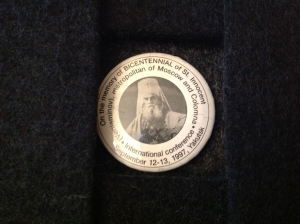 (On the memory of BICENTENNIAL of St. Innocent
(Veniaminov), metropolitan of Moscow and Colomna •
• International conference •
September 12-13, 1997, Yakutsk